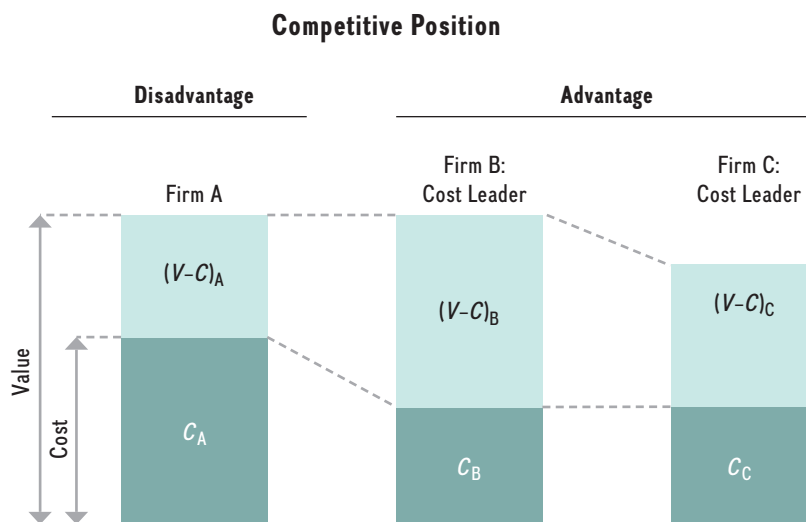 Competitive Position
Disadvantage
Advantage
Firm A
Firm B:
Cost Leader
Firm C:
Cost Leader
(V–C)A
(V–C)B
(V–C)C
Value
Cost
CA
CB
CC